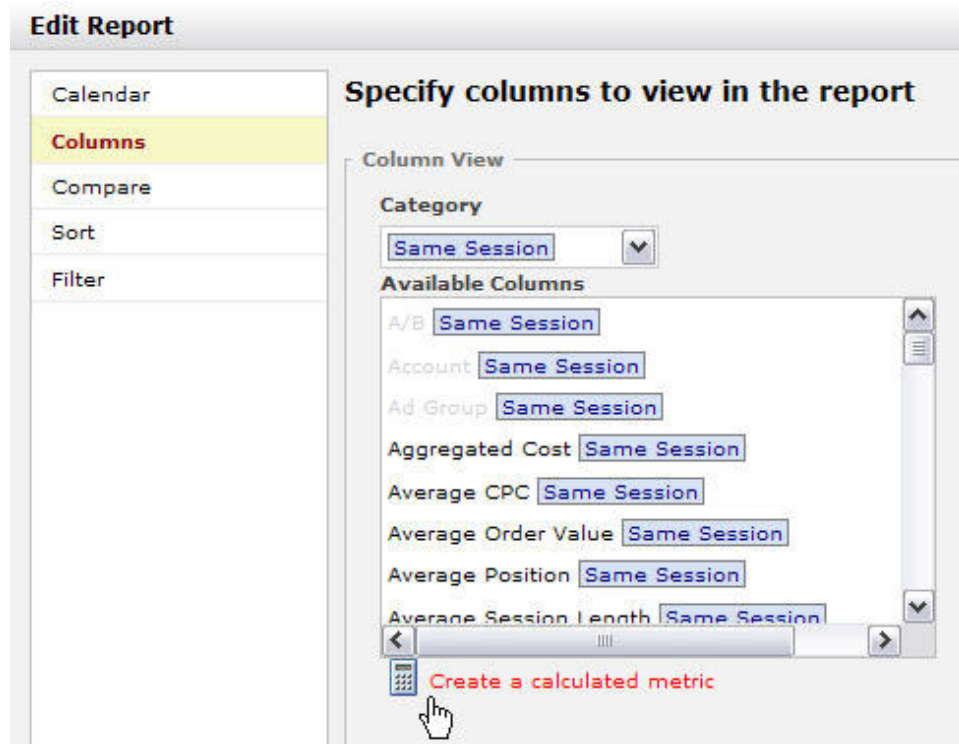 Edit Report
Calendar
Columns
Compare
Sort
Filter
Specify columns to view in the report
Column View
Category
Same Session
Available Columns
A/B Same Session
Account Same Session
Ad Group Same Session
Aggregated Cost Same Session
Average CPC Same Session
Average Order Value Same Session
Average Position Same Session
Average Session Length Same Session
Create a calculated metric